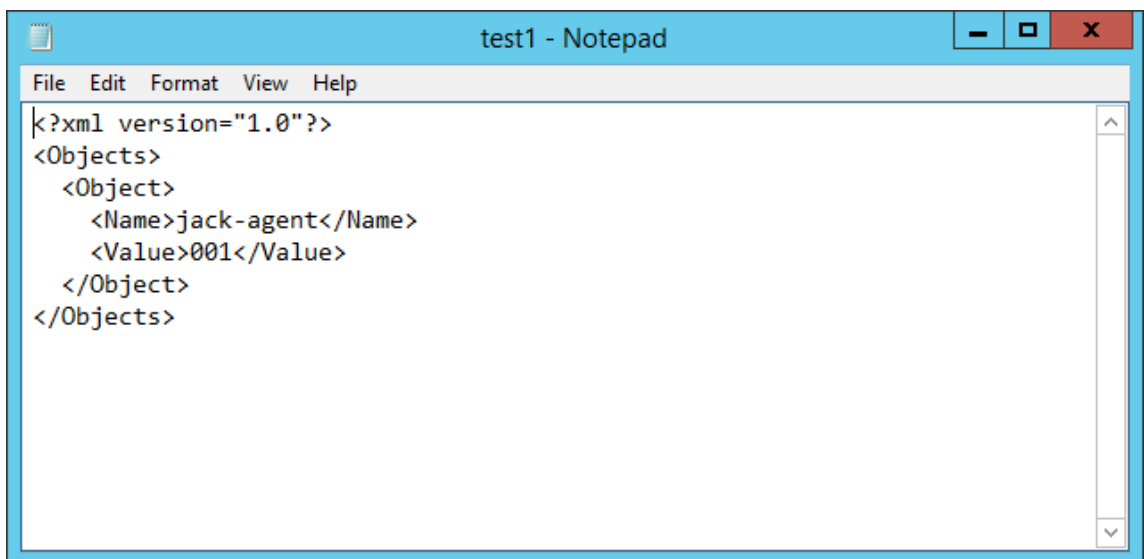 test1 - Notepad
File Edit Format View Help
<?xml version="1.0"?>
<Objects>
  <Object>
    <Name>jack-agent</Name>
    <Value>001</Value>
  </Object>
</Objects>